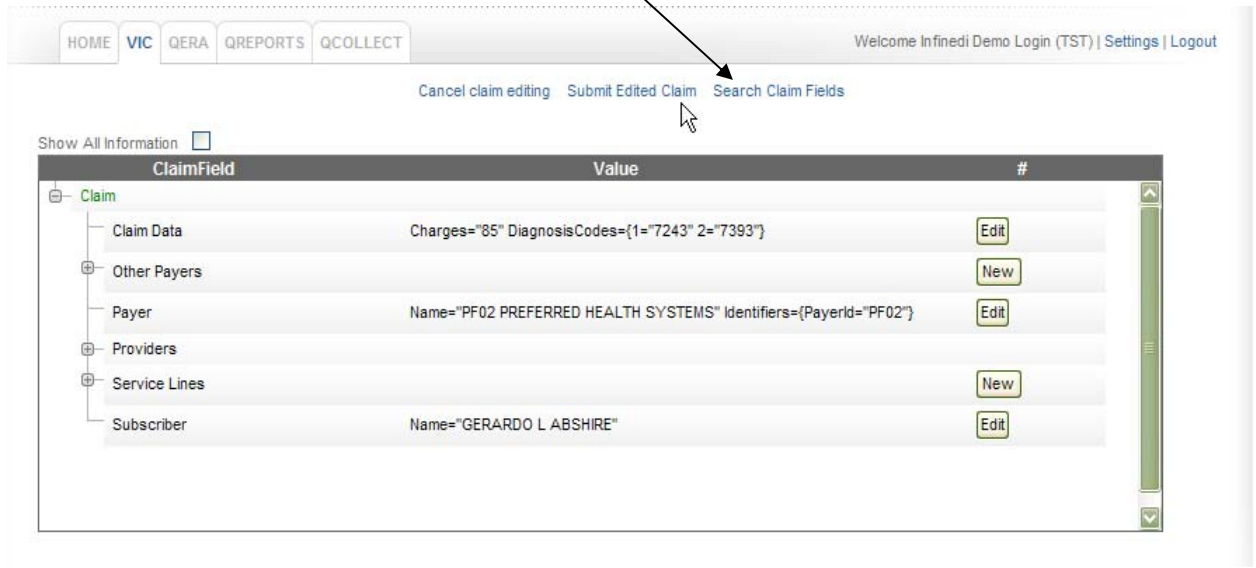 HOME VIC QERA QREPORTS QCOLLECT Welcome Infinedi Demo Login (TST) | Settings | Logout
Cancel claim editing Submit Edited Claim Search Claim Fields
Show All Information
ClaimField Value #
Claim
Claim Data Charges="85" DiagnosisCodes={1="7243" 2="7393"} Edit
Other Payers New
Payer Name="PF02 PREFERRED HEALTH SYSTEMS" Identifiers={PayerId="PF02"} Edit
Providers
Service Lines New
Subscriber Name="GERARDO L ABSHIRE" Edit